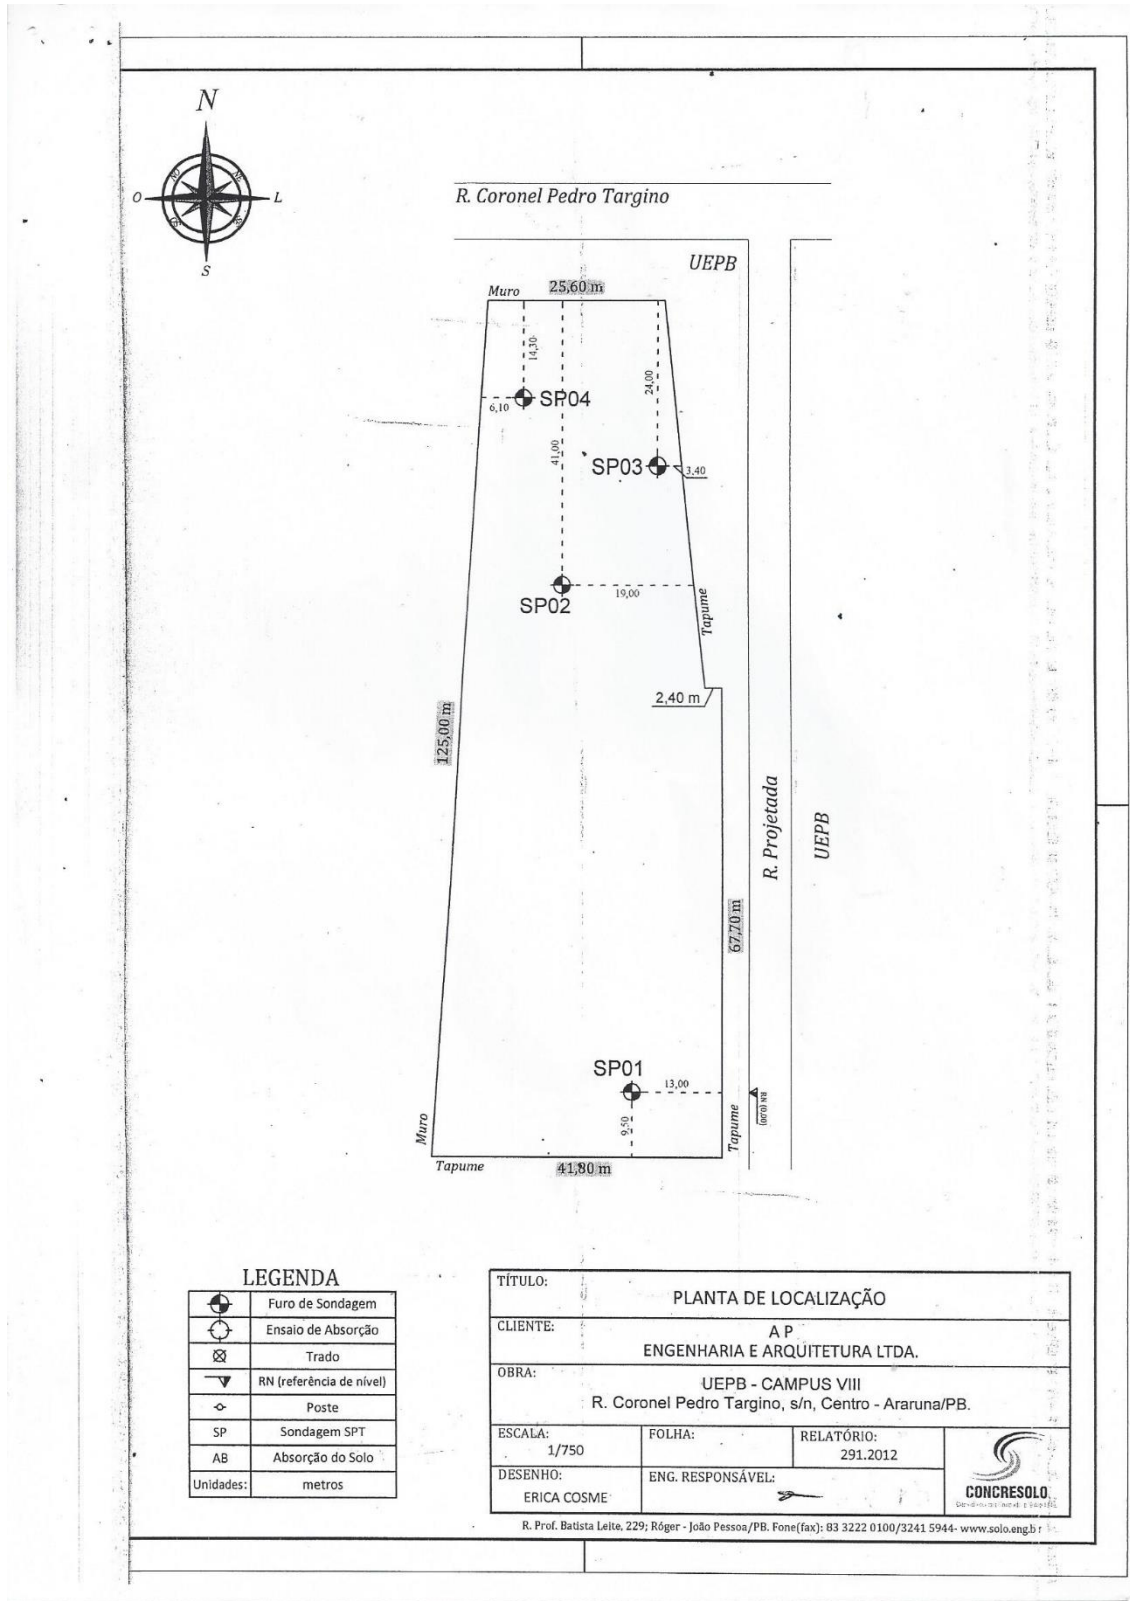 N
NO
NE
O
L
S
R. Coronel Pedro Targino
UEPB
Muro
25,60 m
14,30
24,00
6,10
SP04
41,00
SP03
3,40
19,00
SP02
Tapume
2,40 m
125,00 m
R. Projetada
UEPB
67,70 m
SP01
13,00
9,50
RN (0,00)
Muro
Tapume
Tapume
41,80 m
LEGENDA
Furo de Sondagem
Ensaio de Absorção
Trado
RN (referência de nível)
Poste
SP Sondagem SPT
AB Absorção do Solo
Unidades: metros
TÍTULO:
PLANTA DE LOCALIZAÇÃO
CLIENTE:
A P
ENGENHARIA E ARQUITETURA LTDA.
OBRA:
UEPB - CAMPUS VIII
R. Coronel Pedro Targino, s/n, Centro - Araruna/PB.
ESCALA:
1/750
FOLHA:
RELATÓRIO:
291.2012
DESENHO:
ERICA COSME
ENG. RESPONSÁVEL:
CONCRESOLO
R. Prof. Batista Leite, 229; Róger - João Pessoa/PB. Fone(fax): 83 3222 0100/3241 5944- www.solo.eng.br